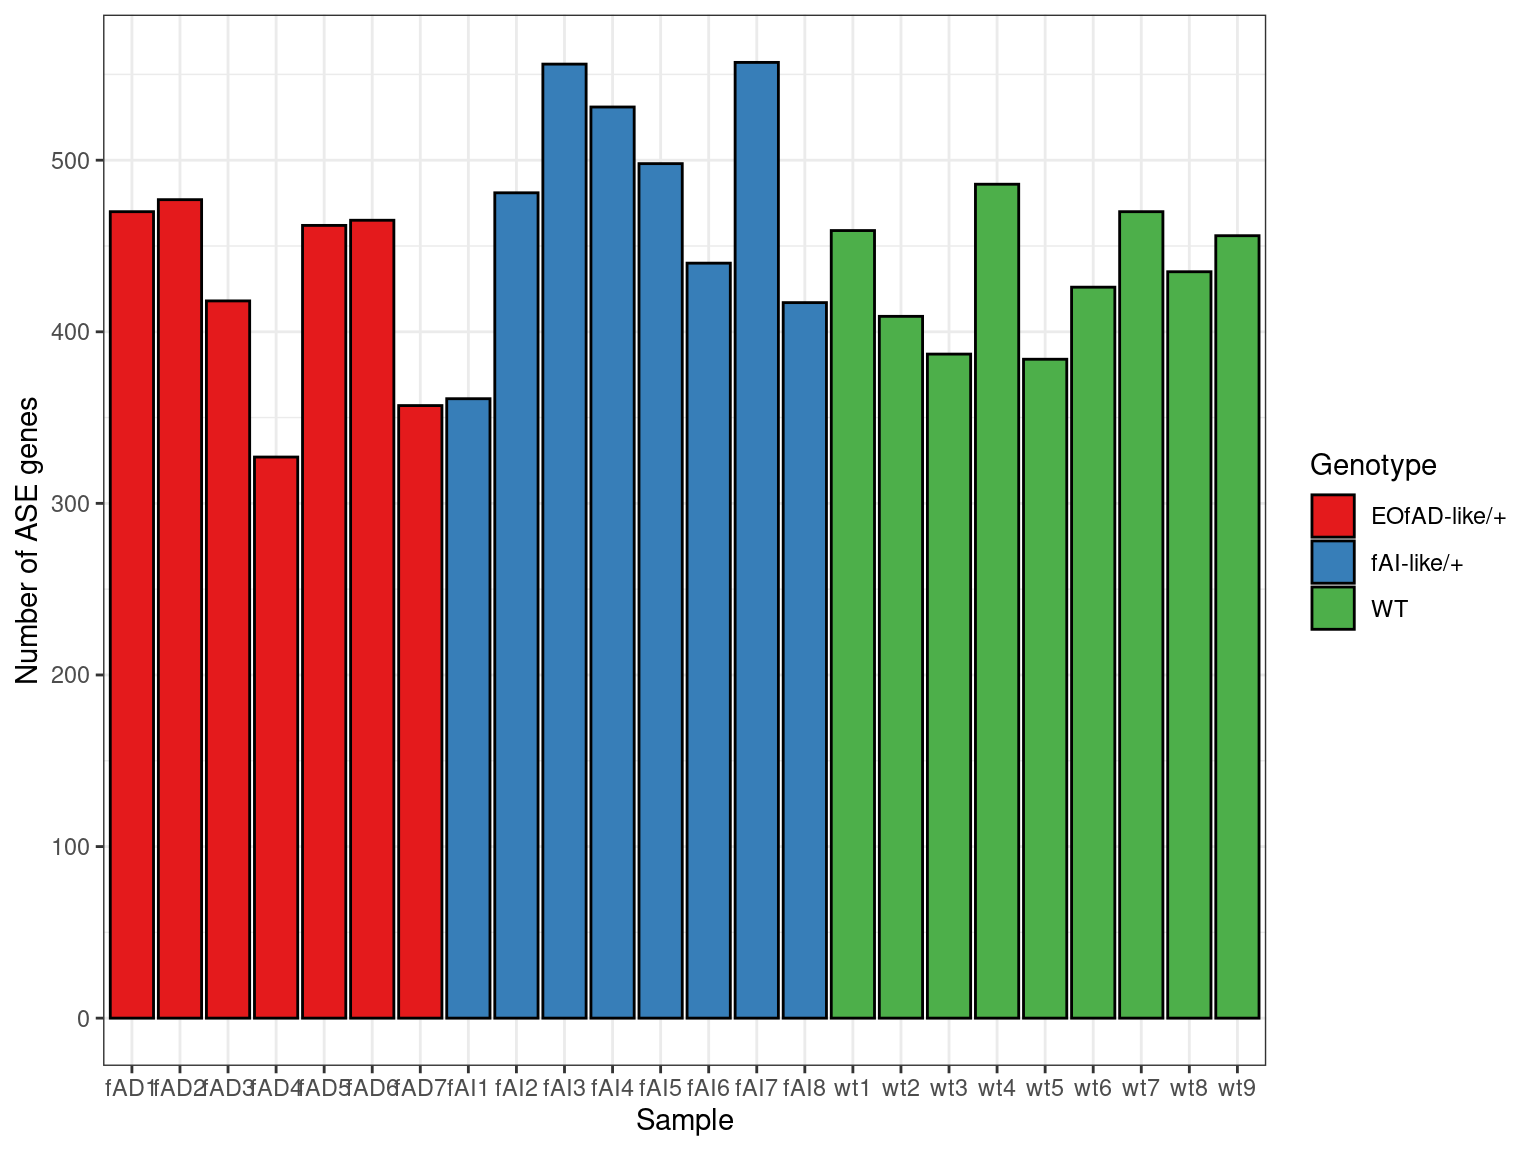 Number of ASE genes
500
400
300
200
100
0
fAD1 fAD2 fAD3 fAD4 fAD5 fAD6 fAD7 fAI1 fAI2 fAI3 fAI4 fAI5 fAI6 fAI7 fAI8 wt1 wt2 wt3 wt4 wt5 wt6 wt7 wt8 wt9
Sample
Genotype
EOfAD-like/+
fAI-like/+
WT